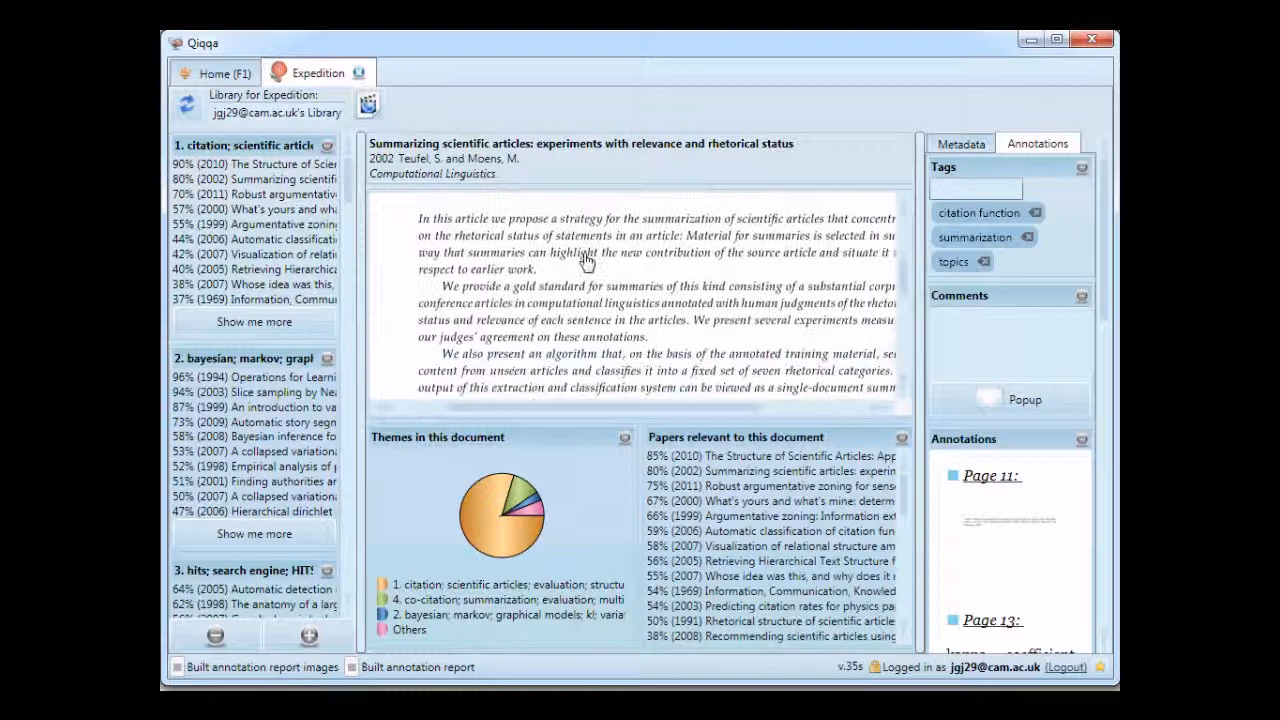 Qiqqa
Home (F1)
Expedition
Library for Expedition:
jgj29@cam.ac.uk's Library
1. citation; scientific article
90% (2010) The Structure of Scier
80% (2002) Summarizing scientifi
70% (2011) Robust argumentative
57% (2000) What's yours and wha
55% (1999) Argumentative zoning
44% (2006) Automatic classificati
42% (2007) Visualization of relati
40% (2005) Retrieving Hierarchica
38% (2007) Whose idea was this,
37% (1969) Information, Commu
Show me more
2. bayesian; markov; graph
96% (1994) Operations for Learni
94% (2003) Slice sampling by Nea
87% (1999) An introduction to va
73% (2009) Automatic story segn
58% (2008) Bayesian inference fo
53% (2007) A collapsed variationa
52% (1998) Empirical analysis of p
51% (2001) Finding authorities an
50% (2007) A collapsed variationa
47% (2006) Hierarchical dirichlet
Show me more
3. hits; search engine; HITS
64% (2005) Automatic detection
62% (1998) The anatomy of a larg
Summarizing scientific articles: experiments with relevance and rhetorical status
2002 Teufel, S. and Moens, M.
Computational Linguistics
In this article we propose a strategy for the summarization of scientific articles that concentr
on the rhetorical status of statements in an article: Material for summaries is selected in su
way that summaries can highlight the new contribution of the source article and situate it
respect to earlier work.
We provide a gold standard for summaries of this kind consisting of a substantial corpu
conference articles in computational linguistics annotated with human judgments of the rheto
status and relevance of each sentence in the articles. We present several experiments measu
our judges' agreement on these annotations.
We also present an algorithm that, on the basis of the annotated training material, sel
content from unseen articles and classifies it into a fixed set of seven rhetorical categories.
output of this extraction and classification system can be viewed as a single-document summ
Themes in this document
1. citation; scientific articles; evaluation; structu
4. co-citation; summarization; evaluation; multi
2. bayesian; markov; graphical models; kl; varia
Others
Papers relevant to this document
85% (2010) The Structure of Scientific Articles: App
80% (2002) Summarizing scientific articles: experim
75% (2011) Robust argumentative zoning for sens
67% (2000) What's yours and what's mine: determ
66% (1999) Argumentative zoning: Information ext
59% (2006) Automatic classification of citation fun
58% (2007) Visualization of relational structure am
56% (2005) Retrieving Hierarchical Text Structure f
55% (2007) Whose idea was this, and why does it
54% (1969) Information, Communication, Knowled
54% (2003) Predicting citation rates for physics pa
50% (1991) Rhetorical structure of scientific article
38% (2008) Recommending scientific articles using
Metadata
Annotations
Tags
citation function
summarization
topics
Comments
Popup
Annotations
Page 11:
Page 13:
Built annotation report images
Built annotation report
v.35s
Logged in as jgj29@cam.ac.uk (Logout)